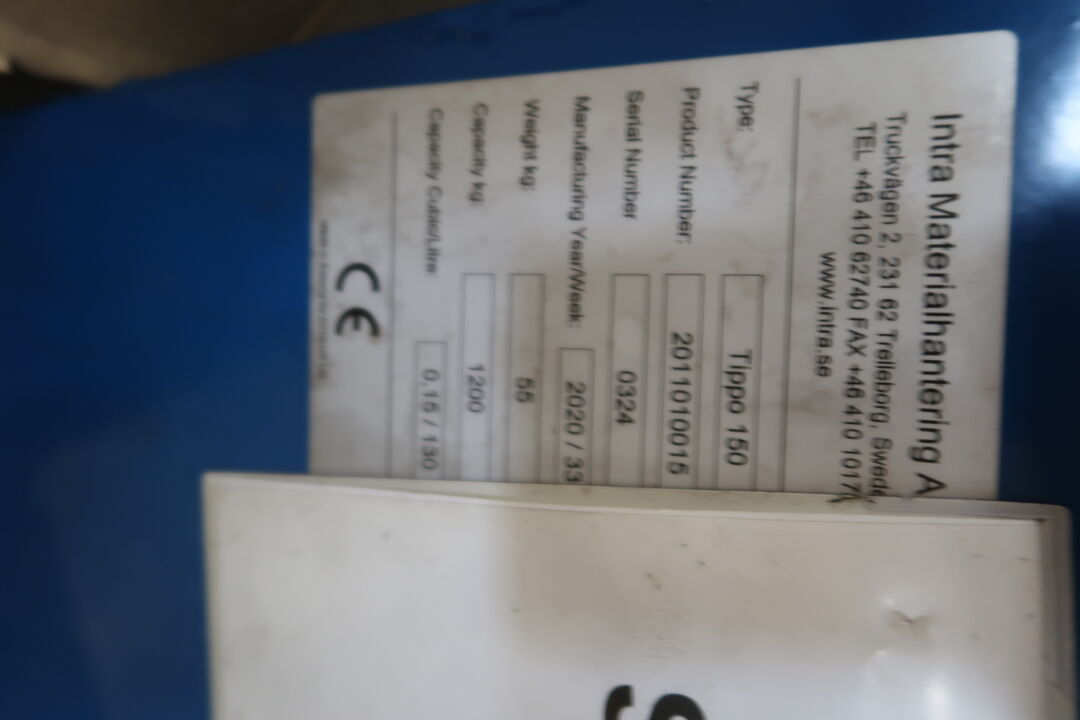 Intra Materialhantering A
Truckvägen 2, 231 62 Trelleborg, Swede
TEL +46 410 62740 FAX +46 410 1017
www.intra.se
Type: Tippo 150
Product Number: 2011010015
Serial Number 0324
Manufacturing Year/Week: 2020 / 33
Weight kg: 55
Capacity kg: 1200
Capacity Cubic/Litre: 0,15 / 130
CE
S